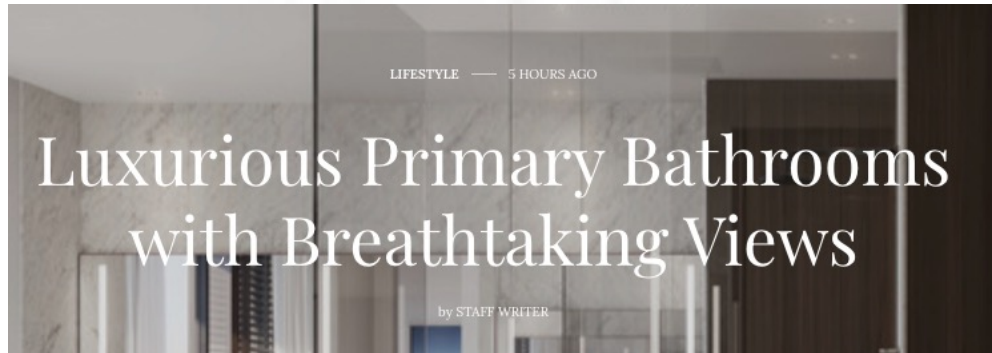 LIFESTYLE — 5 HOURS AGO
Luxurious Primary Bathrooms
with Breathtaking Views
by STAFF WRITER